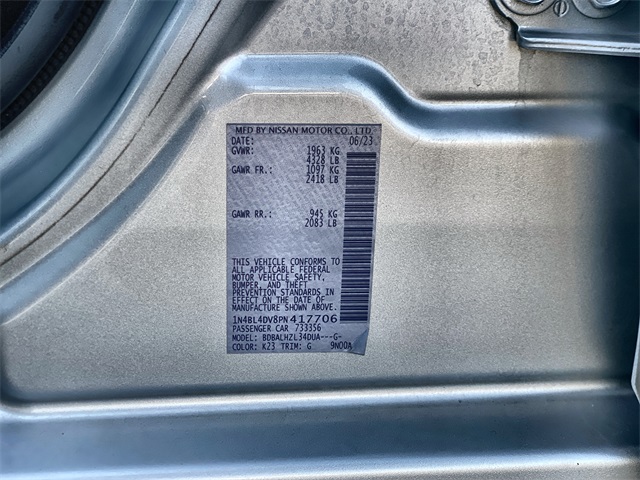 MFD BY NISSAN MOTOR CO., LTD.
DATE: 06/23
GVWR: 1963 KG
4328 LB
GAWR FR.: 1097 KG
2418 LB
GAWR RR.: 945 KG
2083 LB
THIS VEHICLE CONFORMS TO
ALL APPLICABLE FEDERAL
MOTOR VEHICLE SAFETY,
BUMPER, AND THEFT
PREVENTION STANDARDS IN
EFFECT ON THE DATE OF
MANUFACTURE SHOWN ABOVE.
1N4BL4DV8PN417706
PASSENGER CAR 733356
MODEL: BDBALHZL34DUA---G-
COLOR: K23 TRIM: G 9NODA